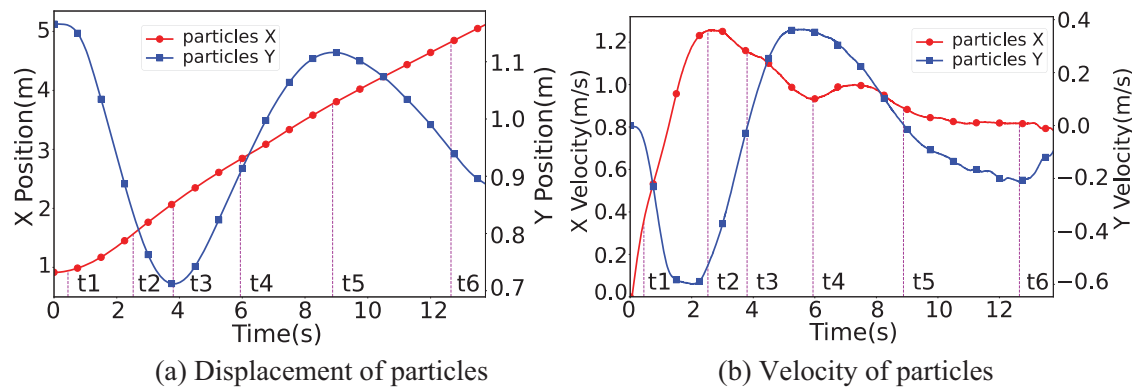 particles X
particles Y
X Position(m)
5
4
3
2
1
Y Position(m)
1.1
1.0
0.9
0.8
0.7
t1
t2
t3
t4
t5
t6
0
2
4
6
8
10
12
Time(s)
(a) Displacement of particles
particles X
particles Y
X Velocity(m/s)
1.2
1.0
0.8
0.6
0.4
0.2
0.0
Y Velocity(m/s)
0.4
0.2
0.0
−0.2
−0.4
−0.6
t1
t2
t3
t4
t5
t6
0
2
4
6
8
10
12
Time(s)
(b) Velocity of particles